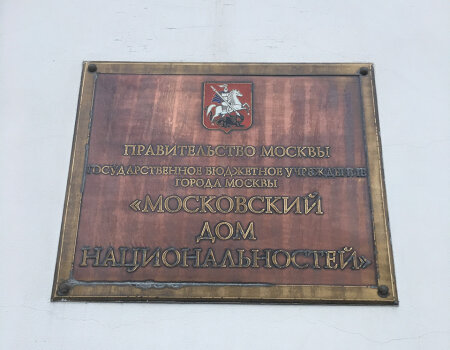 ПРАВИТЕЛЬСТВО МОСКВЫ
ГОСУДАРСТВЕННОЕ БЮДЖЕТНОЕ УЧРЕЖДЕНИЕ
ГОРОДА МОСКВЫ
«МОСКОВСКИЙ
ДОМ
НАЦИОНАЛЬНОСТЕЙ»